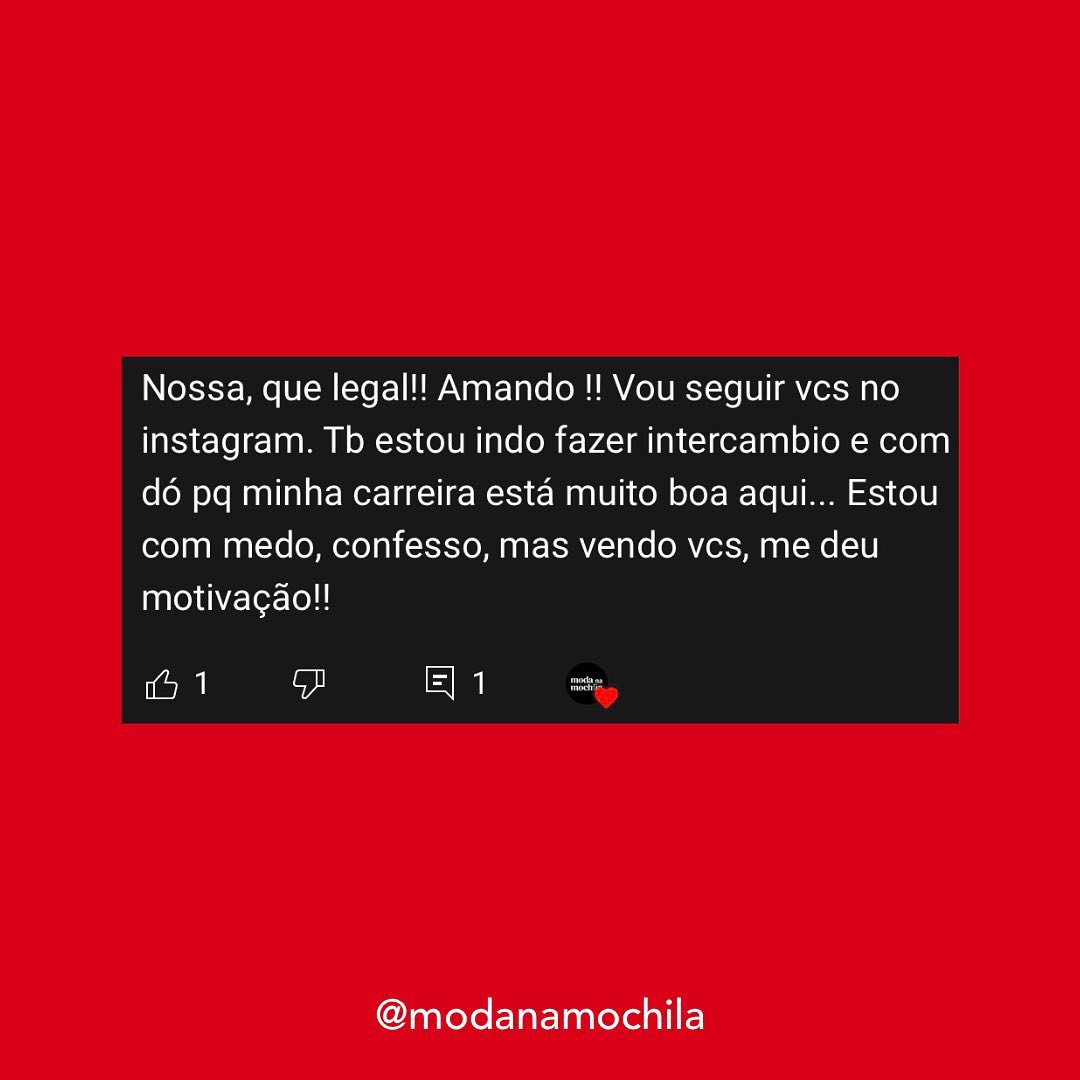 Nossa, que legal!! Amando !! Vou seguir vcs no
instagram. Tb estou indo fazer intercambio e com
dó pq minha carreira está muito boa aqui... Estou
com medo, confesso, mas vendo vcs, me deu
motivação!!
1
1
moda na
mochila
@modanamochila